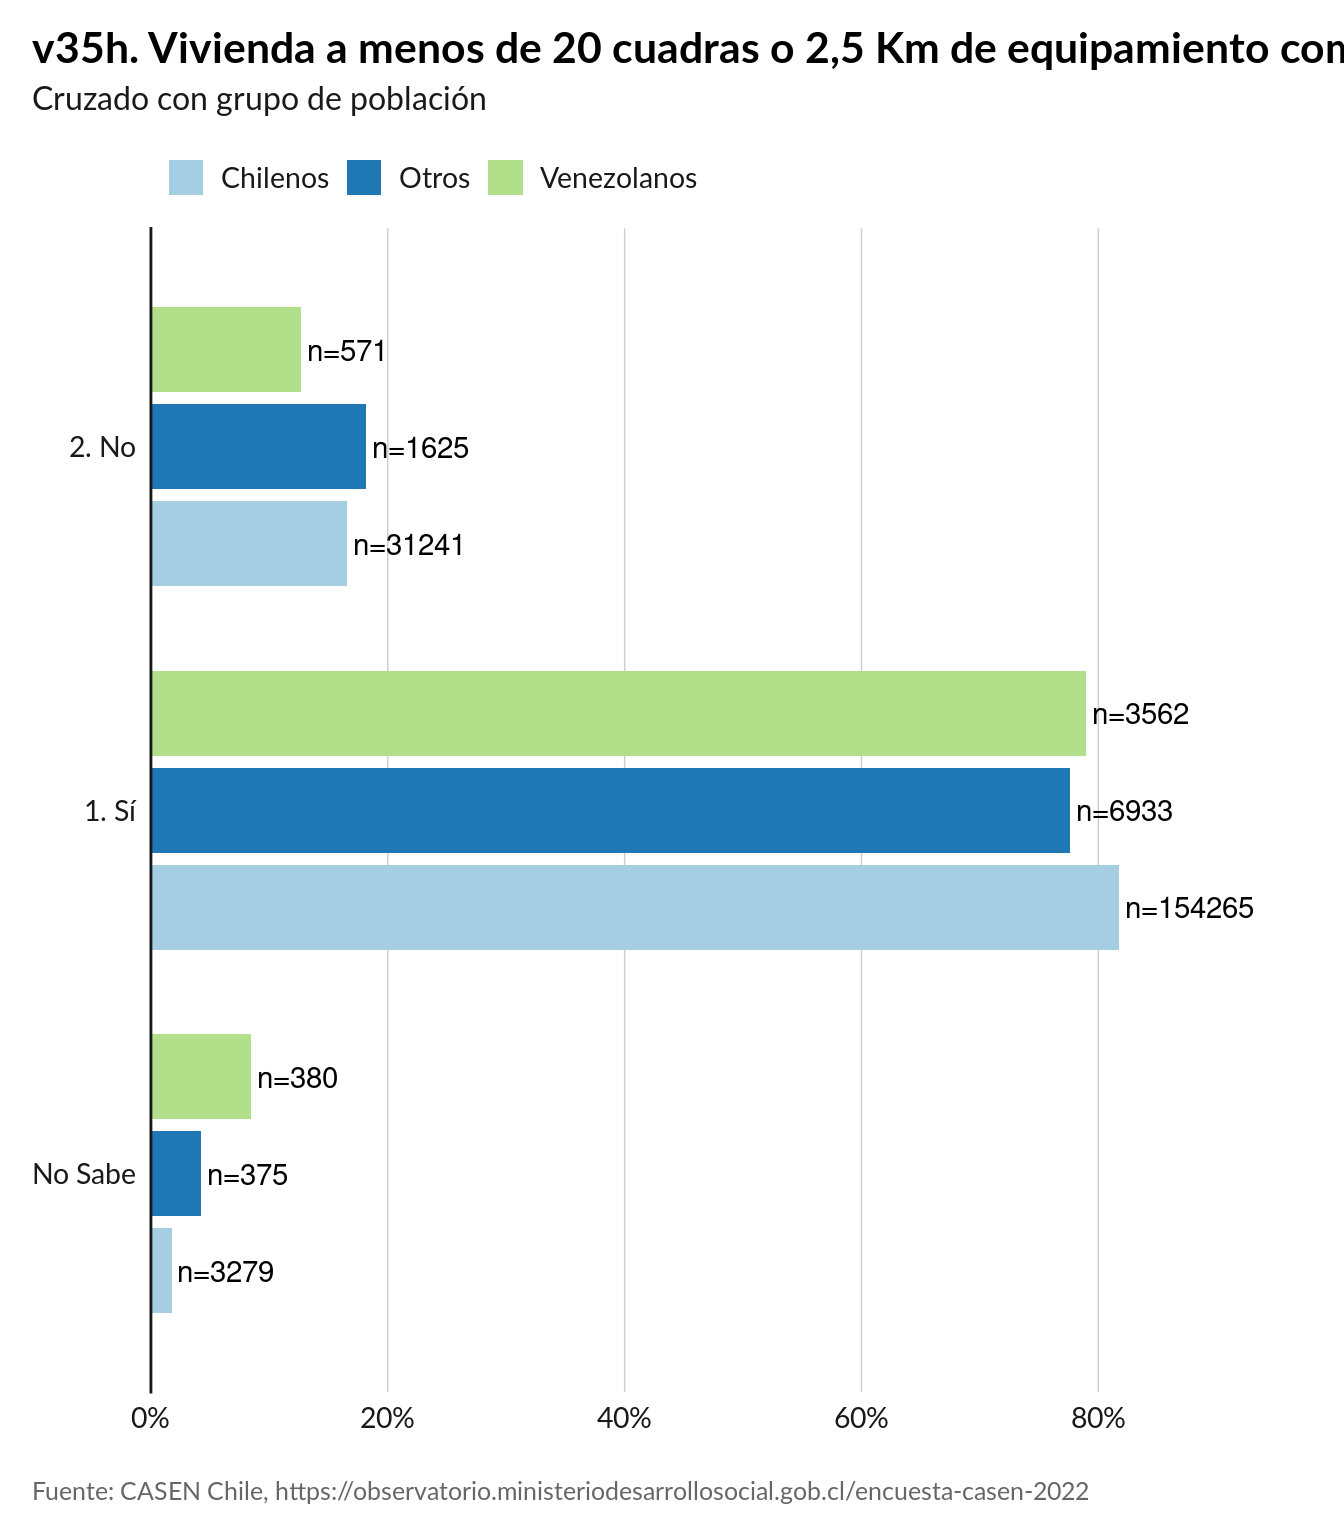 v35h. Vivienda a menos de 20 cuadras o 2,5 Km de equipamiento
Cruzado con grupo de población
Chilenos Otros Venezolanos
n=571
2. No n=1625
n=31241
n=3562
1. Sí n=6933
n=154265
n=380
No Sabe n=375
n=3279
0% 20% 40% 60% 80%
Fuente: CASEN Chile, https://observatorio.ministeriodesarrollosocial.gob.cl/encuesta-casen-2022